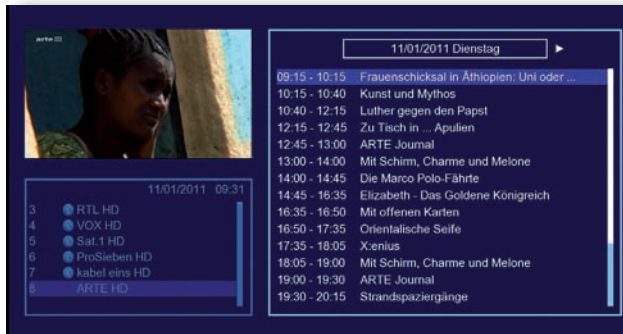 arte
11/01/2011 Dienstag
09:15 - 10:15 Frauenschicksal in Äthiopien: Uni oder ...
10:15 - 10:40 Kunst und Mythos
10:40 - 12:15 Luther gegen den Papst
12:15 - 12:45 Zu Tisch in ... Apulien
12:45 - 13:00 ARTE Journal
13:00 - 14:00 Mit Schirm, Charme und Melone
14:00 - 14:45 Die Marco Polo-Fährte
14:45 - 16:35 Elizabeth - Das Goldene Königreich
16:35 - 16:50 Mit offenen Karten
16:50 - 17:35 Orientalische Seife
17:35 - 18:05 X:enius
18:05 - 19:00 Mit Schirm, Charme und Melone
19:00 - 19:30 ARTE Journal
19:30 - 20:15 Strandspaziergänge
11/01/2011 09:31
3 RTL HD
4 VOX HD
5 Sat.1 HD
6 ProSieben HD
7 kabel eins HD
8 ARTE HD